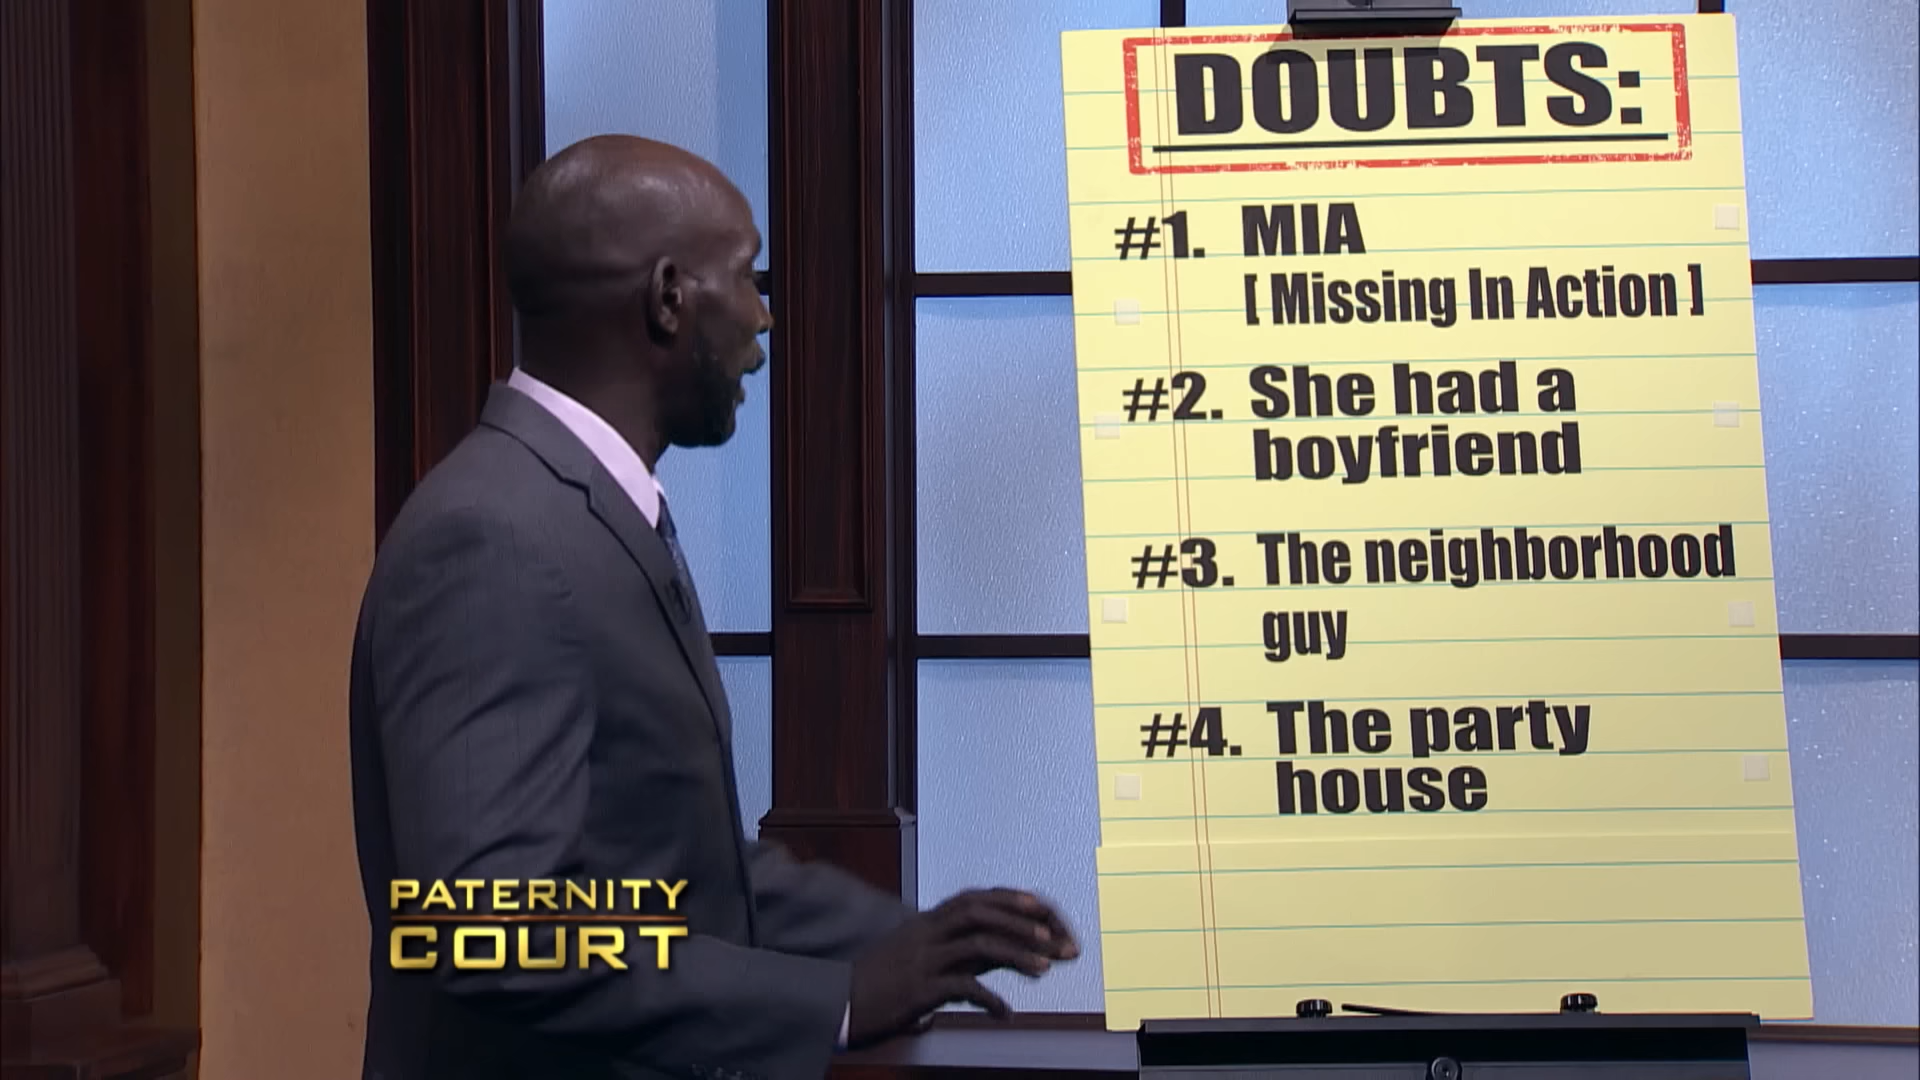 DOUBTS:
#1. MIA
[ Missing In Action ]
#2. She had a
boyfriend
#3. The neighborhood
guy
#4. The party
house
PATERNITY
COURT